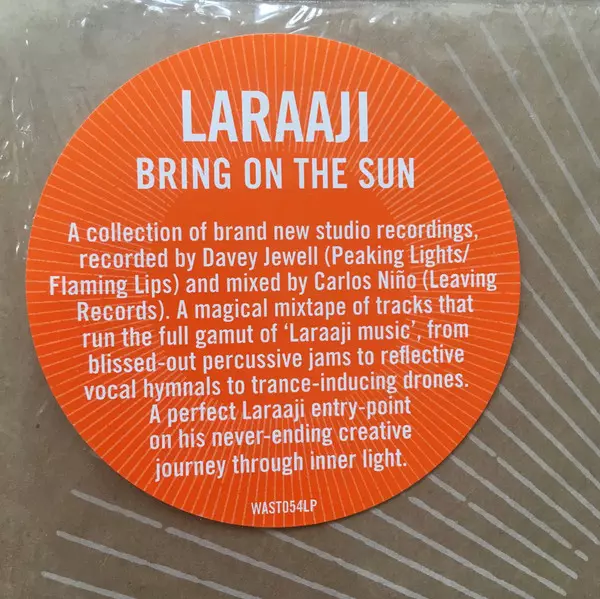 LARAAJI
BRING ON THE SUN
A collection of brand new studio recordings,
recorded by Davey Jewell (Peaking Lights/
Flaming Lips) and mixed by Carlos Niño (Leaving
Records). A magical mixtape of tracks that
run the full gamut of ‘Laraaji music’, from
blissed-out percussive jams to reflective
vocal hymnals to trance-inducing drones.
A perfect Laraaji entry-point
on his never-ending creative
journey through inner light.
WAST054LP